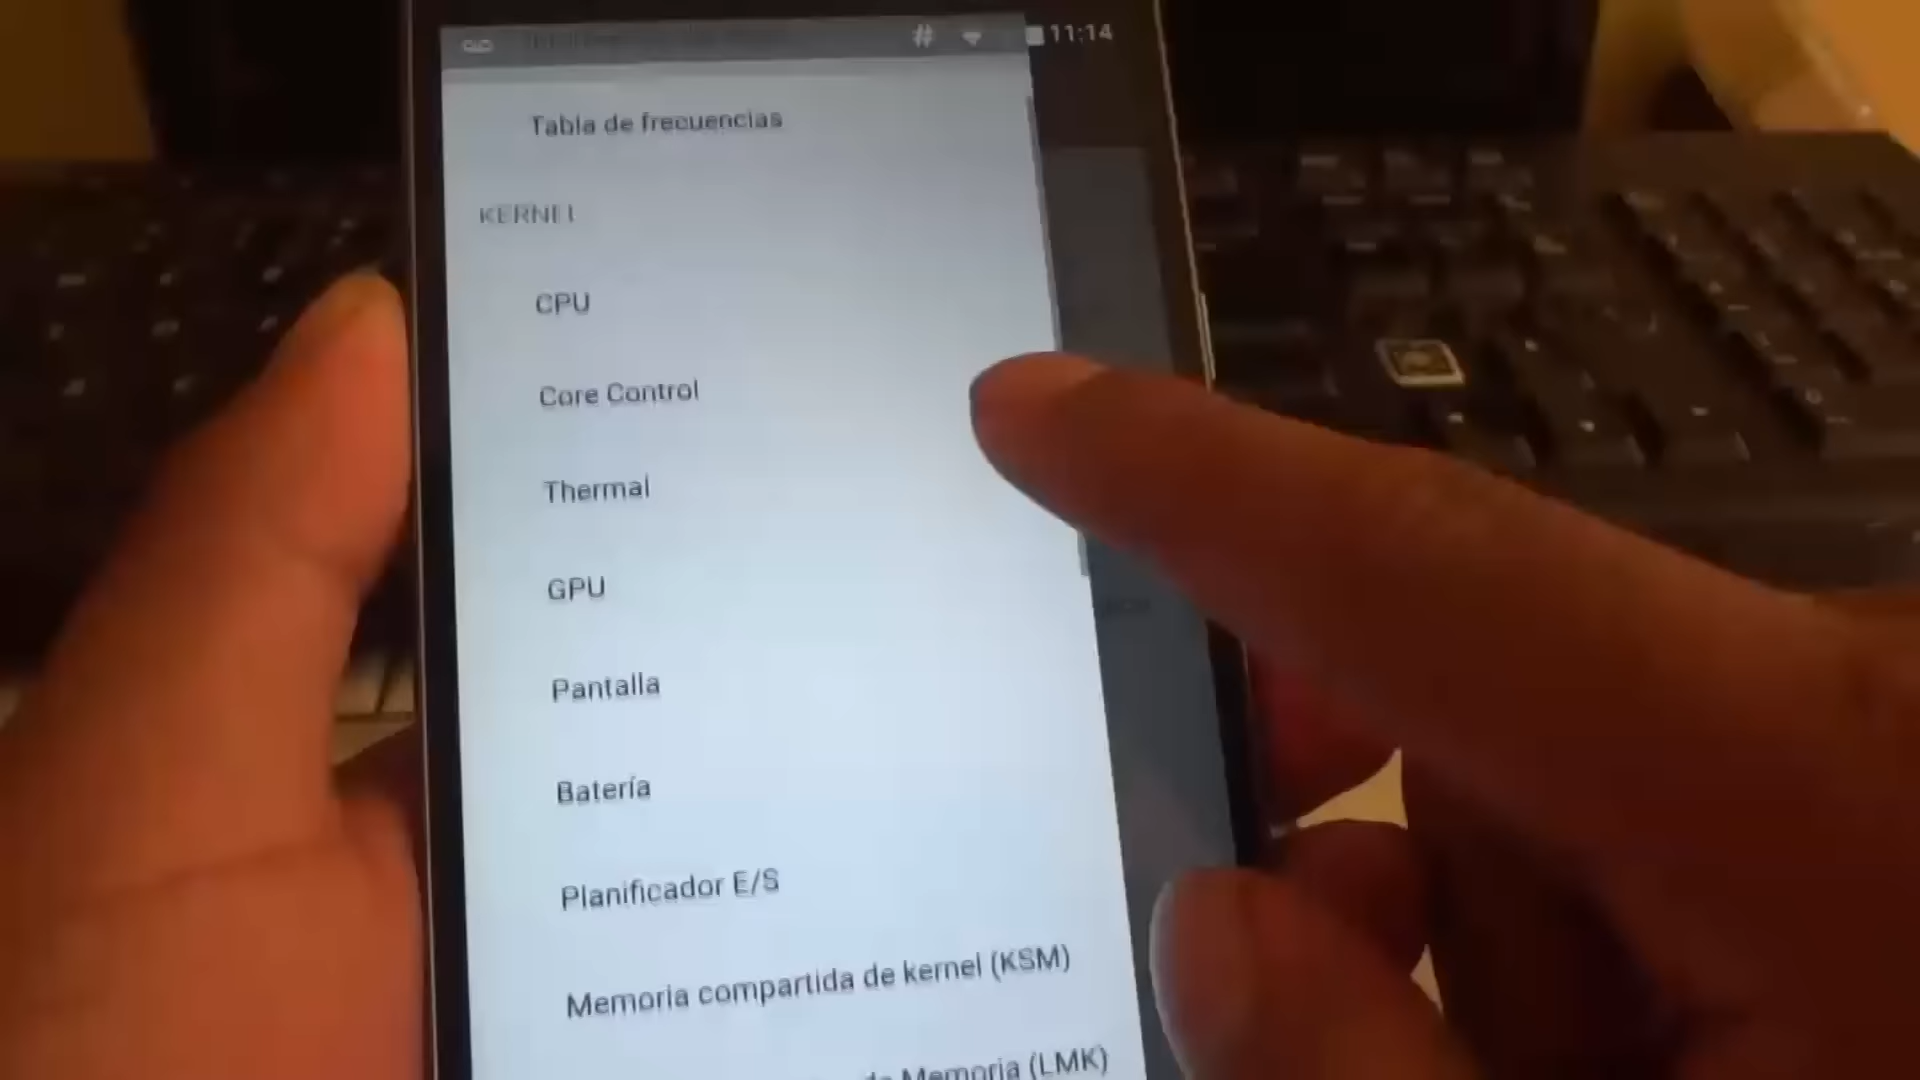 11:14
Tabla de frecuencias
KERNEL
CPU
Core Control
Thermal
GPU
Pantalla
Batería
Planificador E/S
Memoria compartida de kernel (KSM)
de Memoria (LMK)